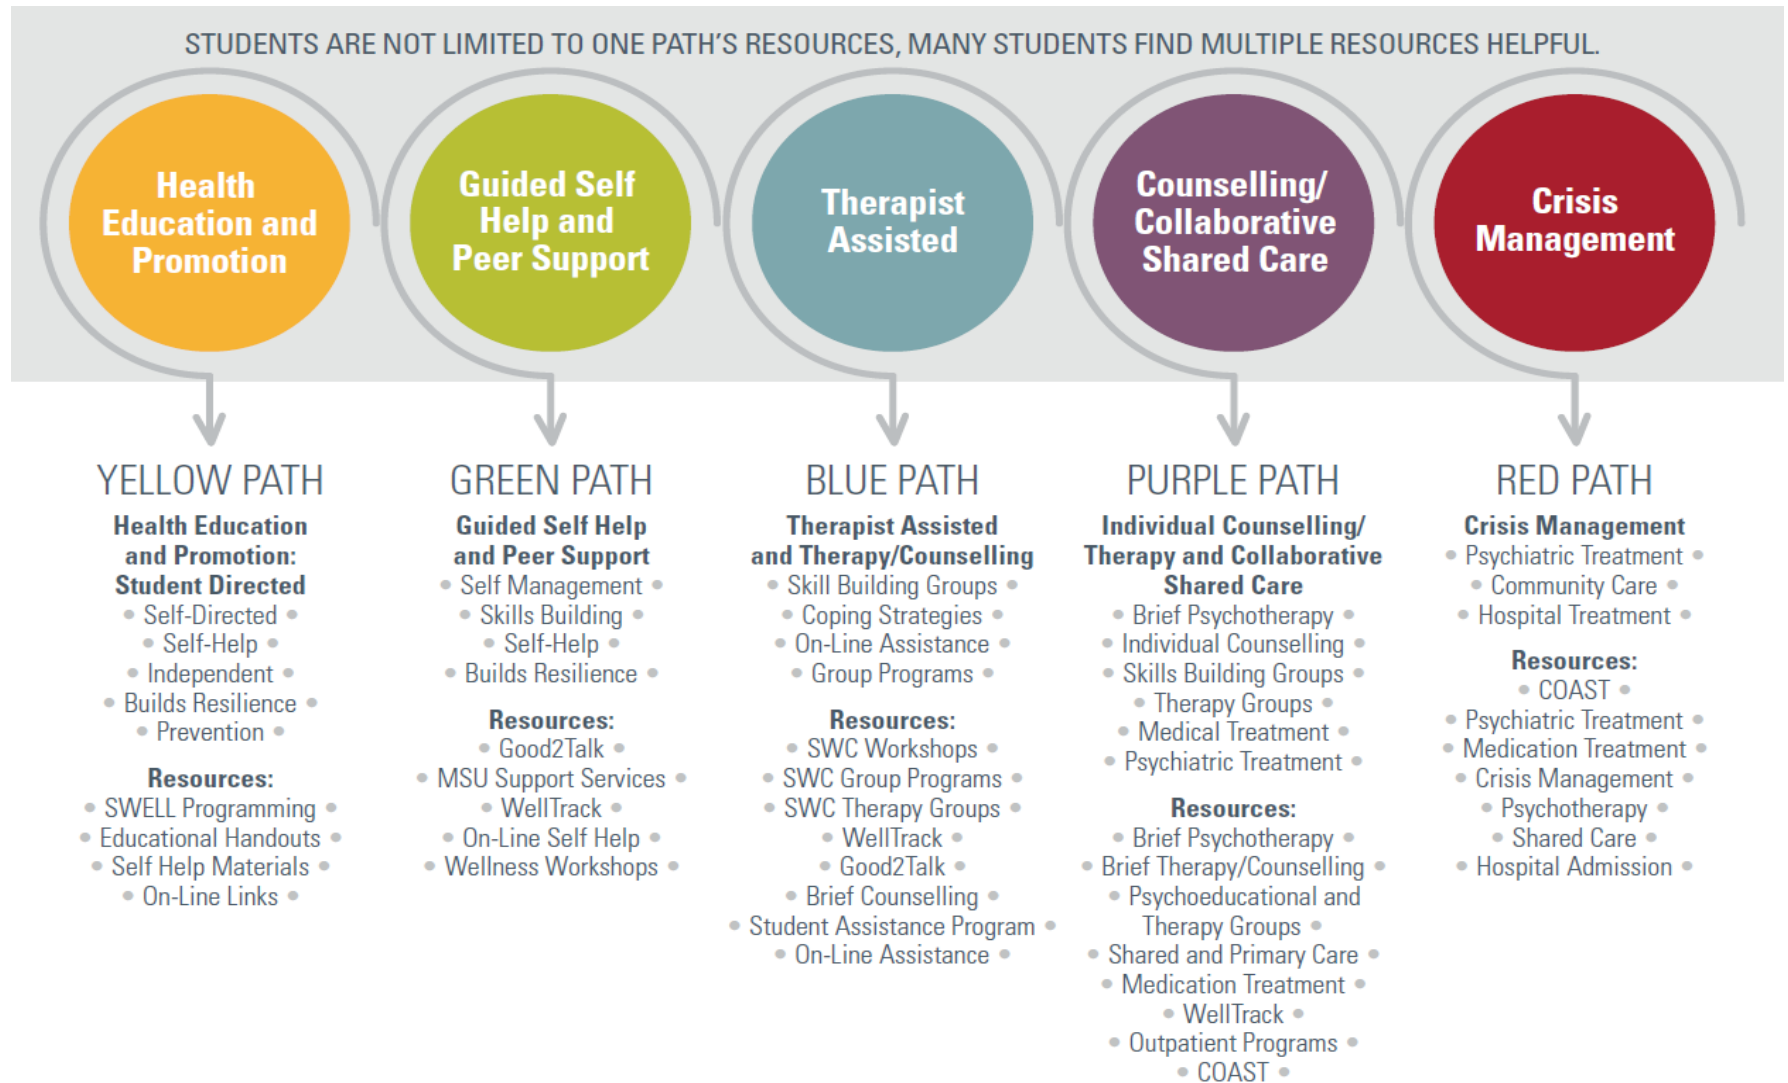 STUDENTS ARE NOT LIMITED TO ONE PATH'S RESOURCES, MANY STUDENTS FIND MULTIPLE RESOURCES HELPFUL.
Health
Education and
Promotion
Guided Self
Help and
Peer Support
Therapist
Assisted
Counselling/
Collaborative
Shared Care
Crisis
Management
YELLOW PATH
Health Education
and Promotion:
Student Directed
• Self-Directed •
• Self-Help •
• Independent •
• Builds Resilience •
• Prevention •
Resources:
• SWELL Programming •
• Educational Handouts •
• Self Help Materials •
• On-Line Links •
GREEN PATH
Guided Self Help
and Peer Support
• Self Management •
• Skills Building •
• Self-Help •
• Builds Resilience •
Resources:
• Good2Talk •
• MSU Support Services •
• WellTrack •
• On-Line Self Help •
• Wellness Workshops •
BLUE PATH
Therapist Assisted
and Therapy/Counselling
• Skill Building Groups •
• Coping Strategies •
• On-Line Assistance •
• Group Programs •
Resources:
• SWC Workshops •
• SWC Group Programs •
• SWC Therapy Groups •
• WellTrack •
• Good2Talk •
• Brief Counselling •
• Student Assistance Program •
• On-Line Assistance •
PURPLE PATH
Individual Counselling/
Therapy and Collaborative
Shared Care
• Brief Psychotherapy •
• Individual Counselling •
• Skills Building Groups •
• Therapy Groups •
• Medical Treatment •
• Psychiatric Treatment •
Resources:
• Brief Psychotherapy •
• Brief Therapy/Counselling •
• Psychoeducational and
Therapy Groups •
• Shared and Primary Care •
• Medication Treatment •
• WellTrack •
• Outpatient Programs •
• COAST •
RED PATH
Crisis Management
• Psychiatric Treatment •
• Community Care •
• Hospital Treatment •
Resources:
• COAST •
• Psychiatric Treatment •
• Medication Treatment •
• Crisis Management •
• Psychotherapy •
• Shared Care •
• Hospital Admission •